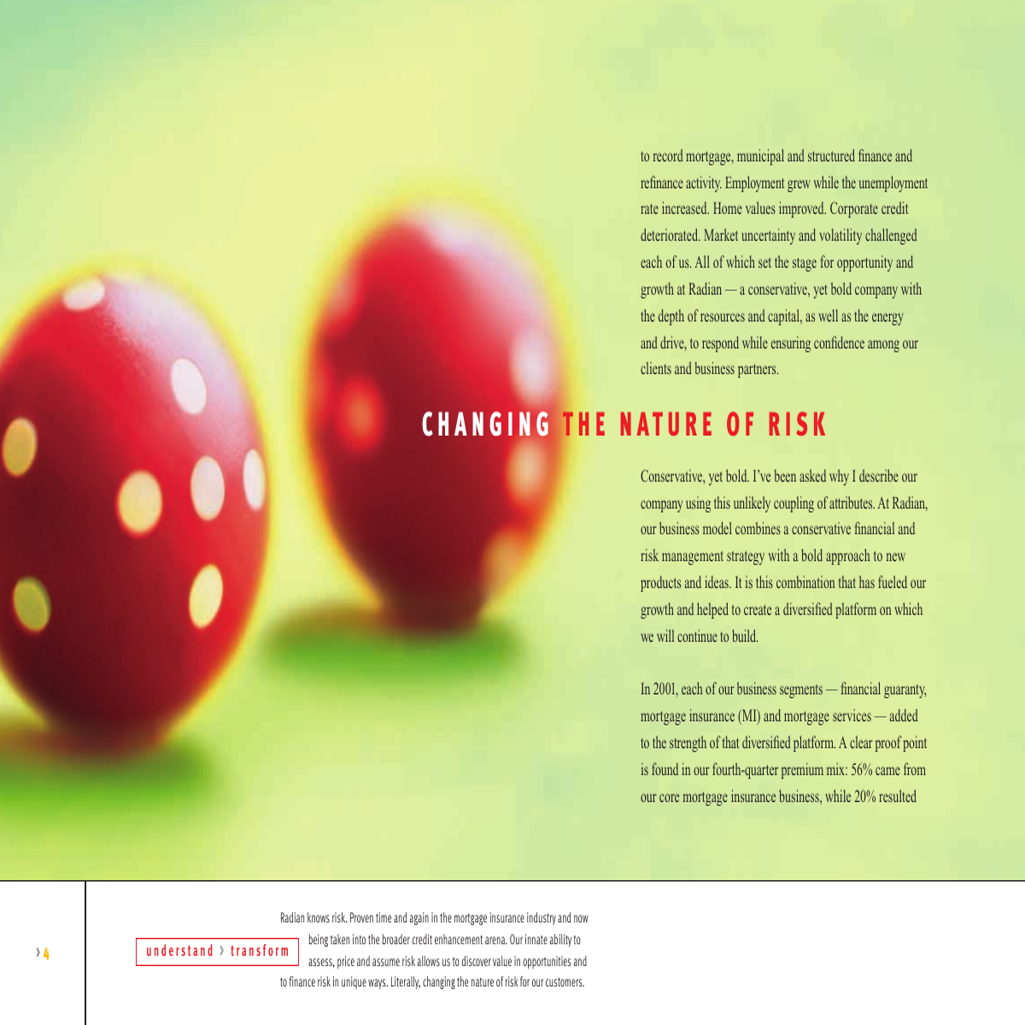 to record mortgage, municipal and structured finance and
refinance activity. Employment grew while the unemployment
rate increased. Home values improved. Corporate credit
deteriorated. Market uncertainty and volatility challenged
each of us. All of which set the stage for opportunity and
growth at Radian — a conservative, yet bold company with
the depth of resources and capital, as well as the energy
and drive, to respond while ensuring confidence among our
clients and business partners.
CHANGING THE NATURE OF RISK
Conservative, yet bold. I've been asked why I describe our
company using this unlikely coupling of attributes. At Radian,
our business model combines a conservative financial and
risk management strategy with a bold approach to new
products and ideas. It is this combination that has fueled our
growth and helped to create a diversified platform on which
we will continue to build.
In 2001, each of our business segments — financial guaranty,
mortgage insurance (MI) and mortgage services — added
to the strength of that diversified platform. A clear proof point
is found in our fourth-quarter premium mix: 56% came from
our core mortgage insurance business, while 20% resulted
> 4
understand > transform
Radian knows risk. Proven time and again in the mortgage insurance industry and now
being taken into the broader credit enhancement arena. Our innate ability to
assess, price and assume risk allows us to discover value in opportunities and
to finance risk in unique ways. Literally, changing the nature of risk for our customers.